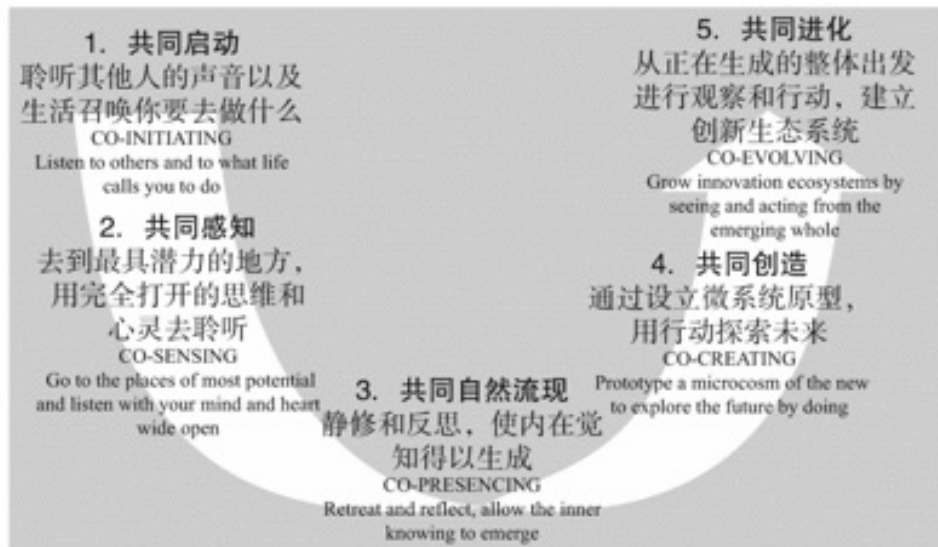 1. 共同启动
聆听其他人的声音以及
生活召唤你要去做什么
CO-INITIATING
Listen to others and to what life
calls you to do
2. 共同感知
去到最具潜力的地方，
用完全打开的思维和
心灵去聆听
CO-SENSING
Go to the places of most potential
and listen with your mind and heart
wide open
3. 共同自然流现
静修和反思，使内在觉
知得以生成
CO-PRESENCING
Retreat and reflect, allow the inner
knowing to emerge
4. 共同创造
通过设立微系统原型，
用行动探索未来
CO-CREATING
Prototype a microcosm of the new
to explore the future by doing
5. 共同进化
从正在生成的整体出发
进行观察和行动，建立
创新生态系统
CO-EVOLVING
Grow innovation ecosystems by
seeing and acting from the
emerging whole